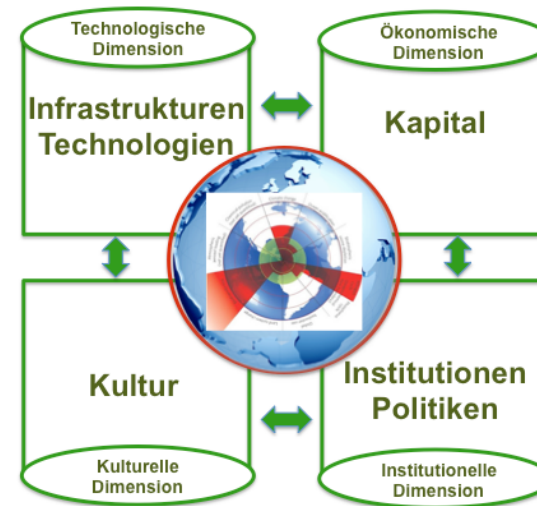 Technologische
Dimension
Ökonomische
Dimension
Infrastrukturen
Technologien
Kapital
Kultur
Institutionen
Politiken
Kulturelle
Dimension
Institutionelle
Dimension